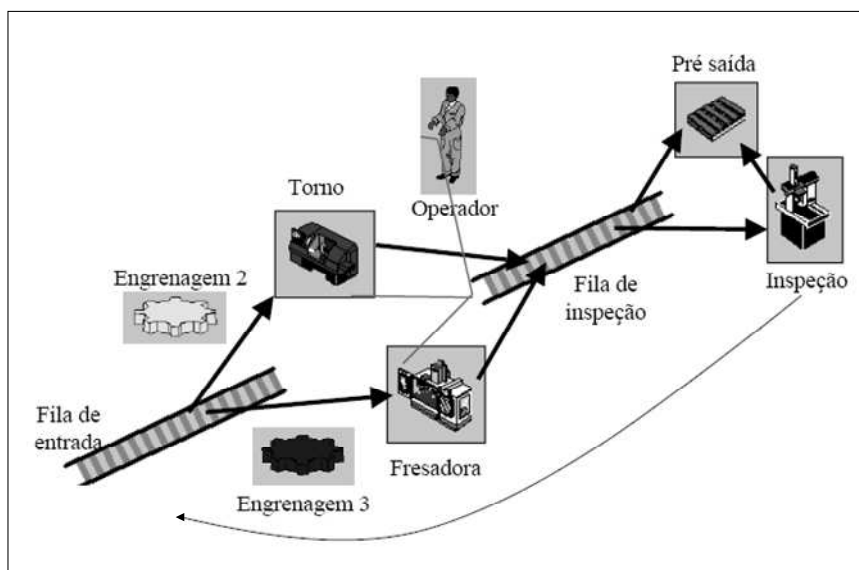 Pré saída
Torno
Operador
Engrenagem 2
Fila de
inspeção
Inspeção
Fila de
entrada
Fresadora
Engrenagem 3